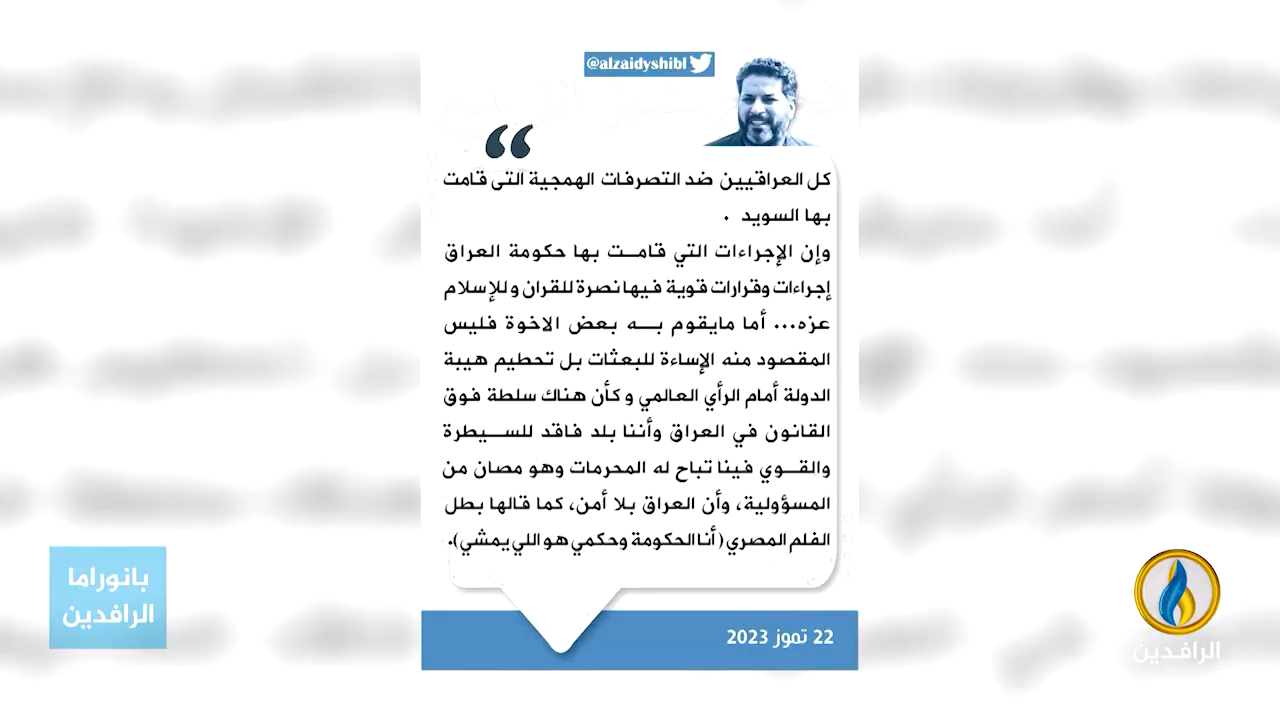 @alzaidyshibl
كل العراقيين ضد التصرفات الهمجية التى قامت
بها السويد .
وإن الإجراءات التي قامت بها حكومة العراق
إجراءات وقرارات قوية فيها نصرة للقران وللإسلام
عزه... أما مايقوم به بعض الاخوة فليس
المقصود منه الإساءة للبعثات بل تحطيم هيبة
الدولة أمام الرأي العالمي وكأن هناك سلطة فوق
القانون في العراق وأننا بلد فاقد للسيطرة
والقوي فينا تباح له المحرمات وهو مصان من
المسؤولية، وأن العراق بلا أمن، كما قالها بطل
الفلم المصري (أنا الحكومة وحكمي هو اللي يمشي).
22 تموز 2023
بانوراما
الرافدين
الرافدين